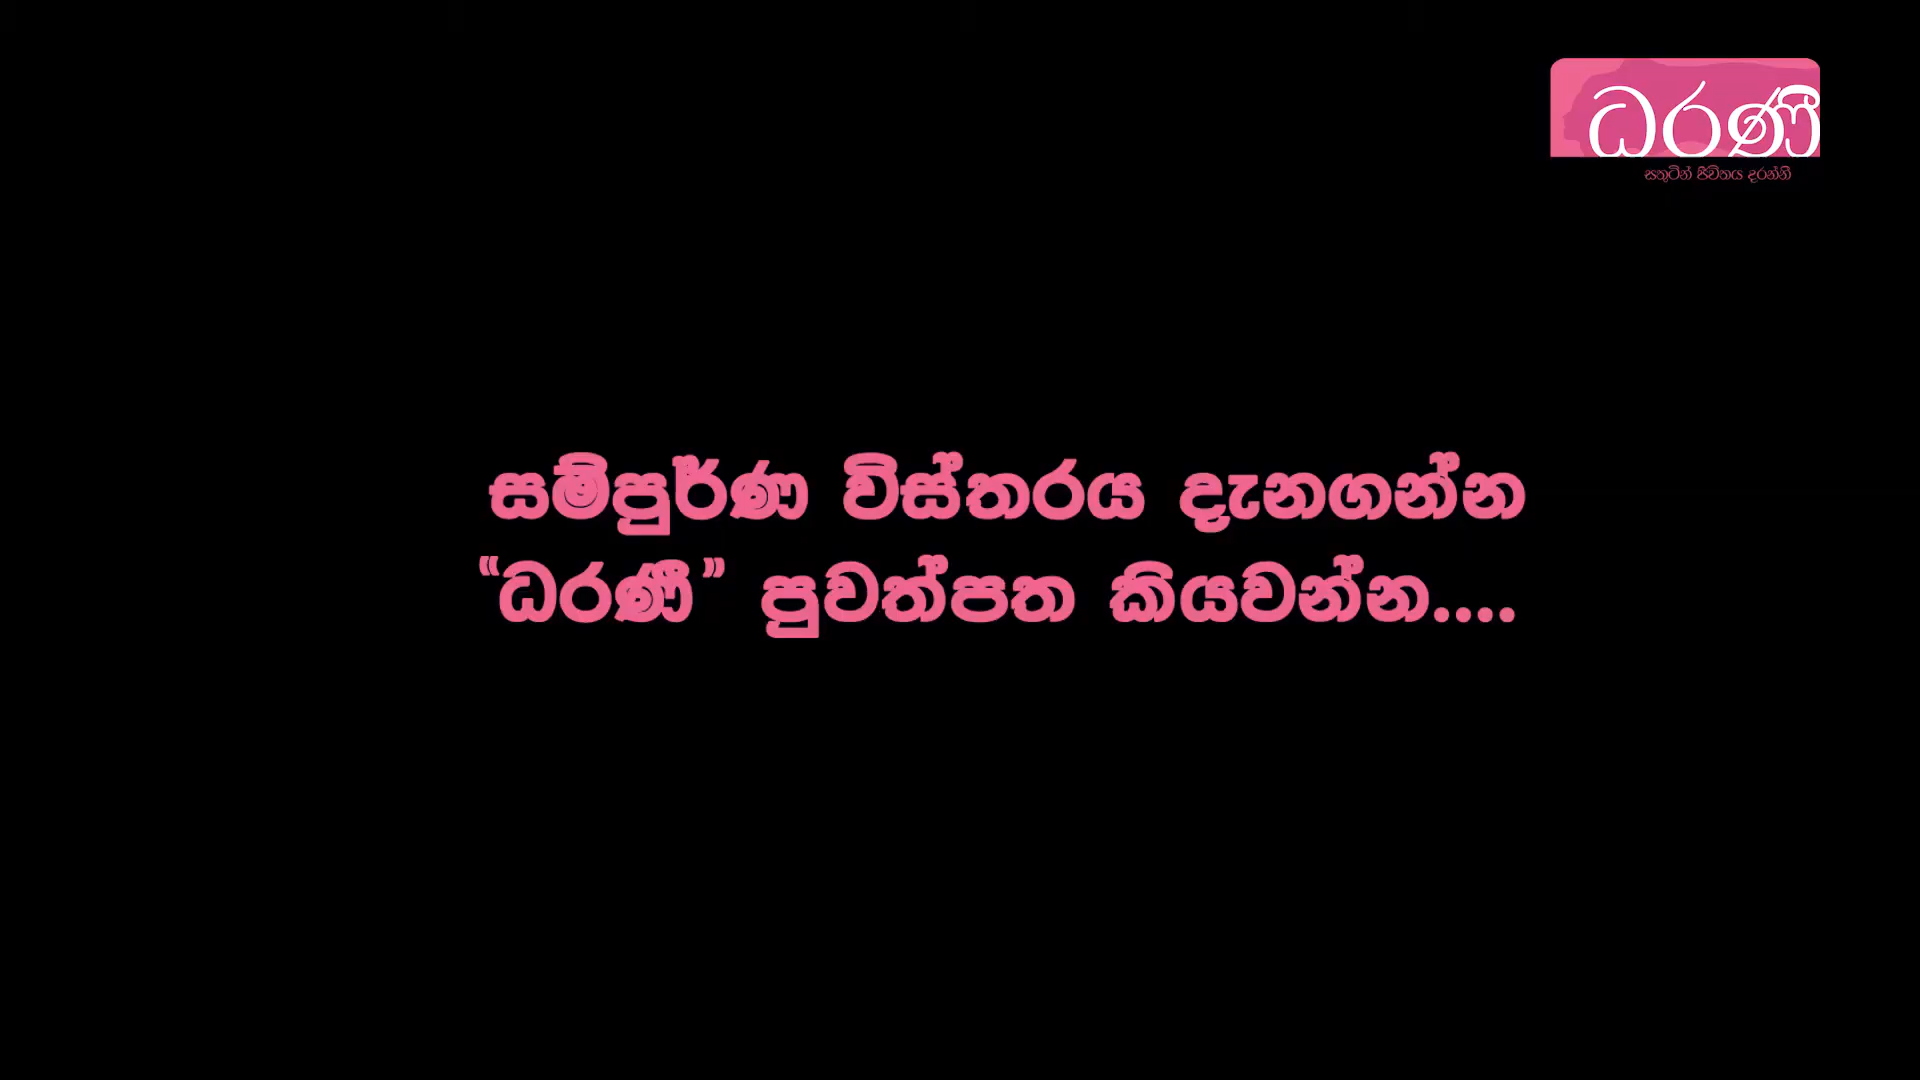 ධරණී
සතුටින් ජීවිතය දරන්නී
සම්පුර්ණ විස්තරය දැනගන්න
“ධරණී” පුවත්පත කියවන්න....